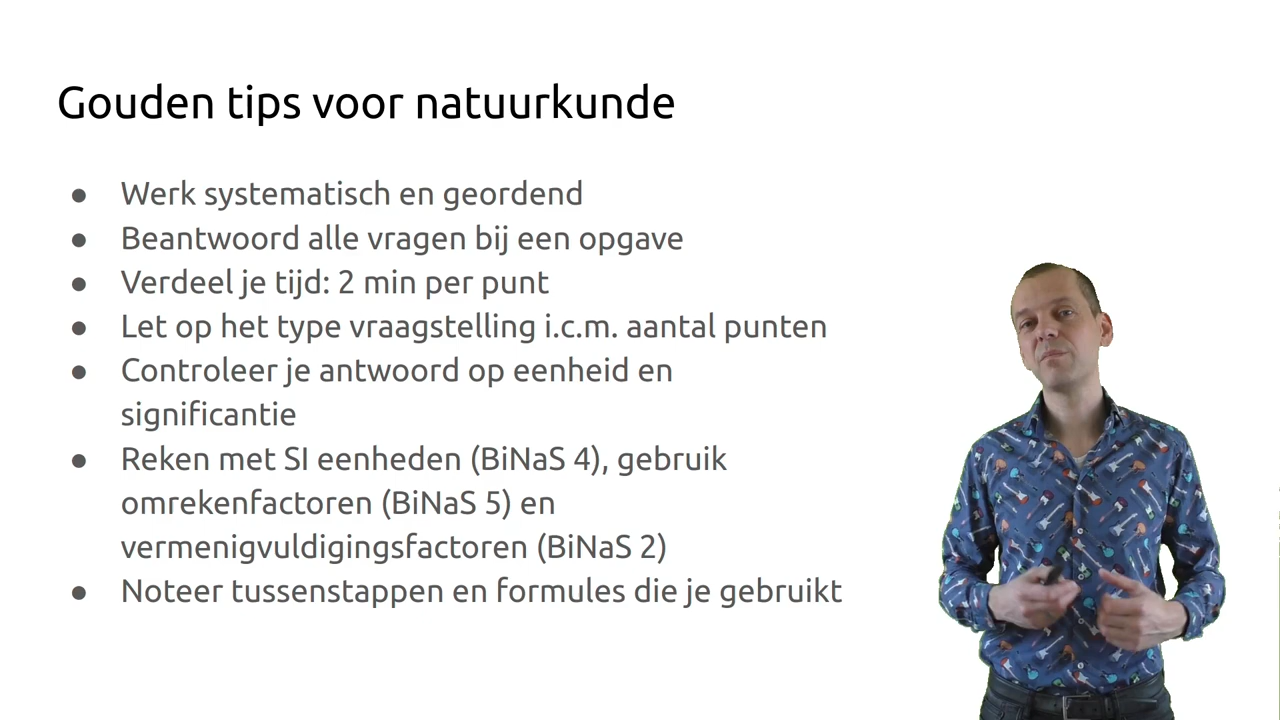 Gouden tips voor natuurkunde
● Werk systematisch en geordend
● Beantwoord alle vragen bij een opgave
● Verdeel je tijd: 2 min per punt
● Let op het type vraagstelling i.c.m. aantal punten
● Controleer je antwoord op eenheid en
significantie
● Reken met SI eenheden (BiNaS 4), gebruik
omrekenfactoren (BiNaS 5) en
vermenigvuldigingsfactoren (BiNaS 2)
● Noteer tussenstappen en formules die je gebruikt